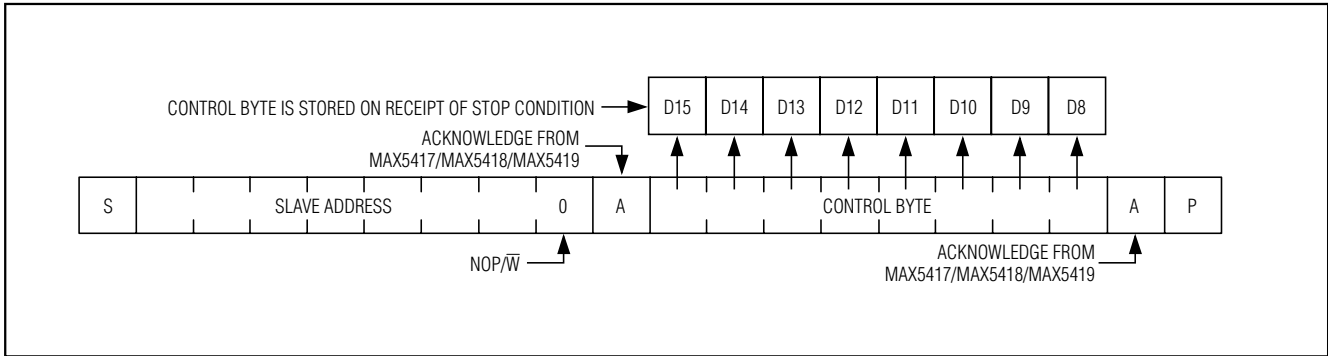 CONTROL BYTE IS STORED ON RECEIPT OF STOP CONDITION D15 D14 D13 D12 D11 D10 D9 D8
ACKNOWLEDGE FROM
MAX5417/MAX5418/MAX5419
S SLAVE ADDRESS 0 A CONTROL BYTE A P
NOP/W̅
ACKNOWLEDGE FROM
MAX5417/MAX5418/MAX5419